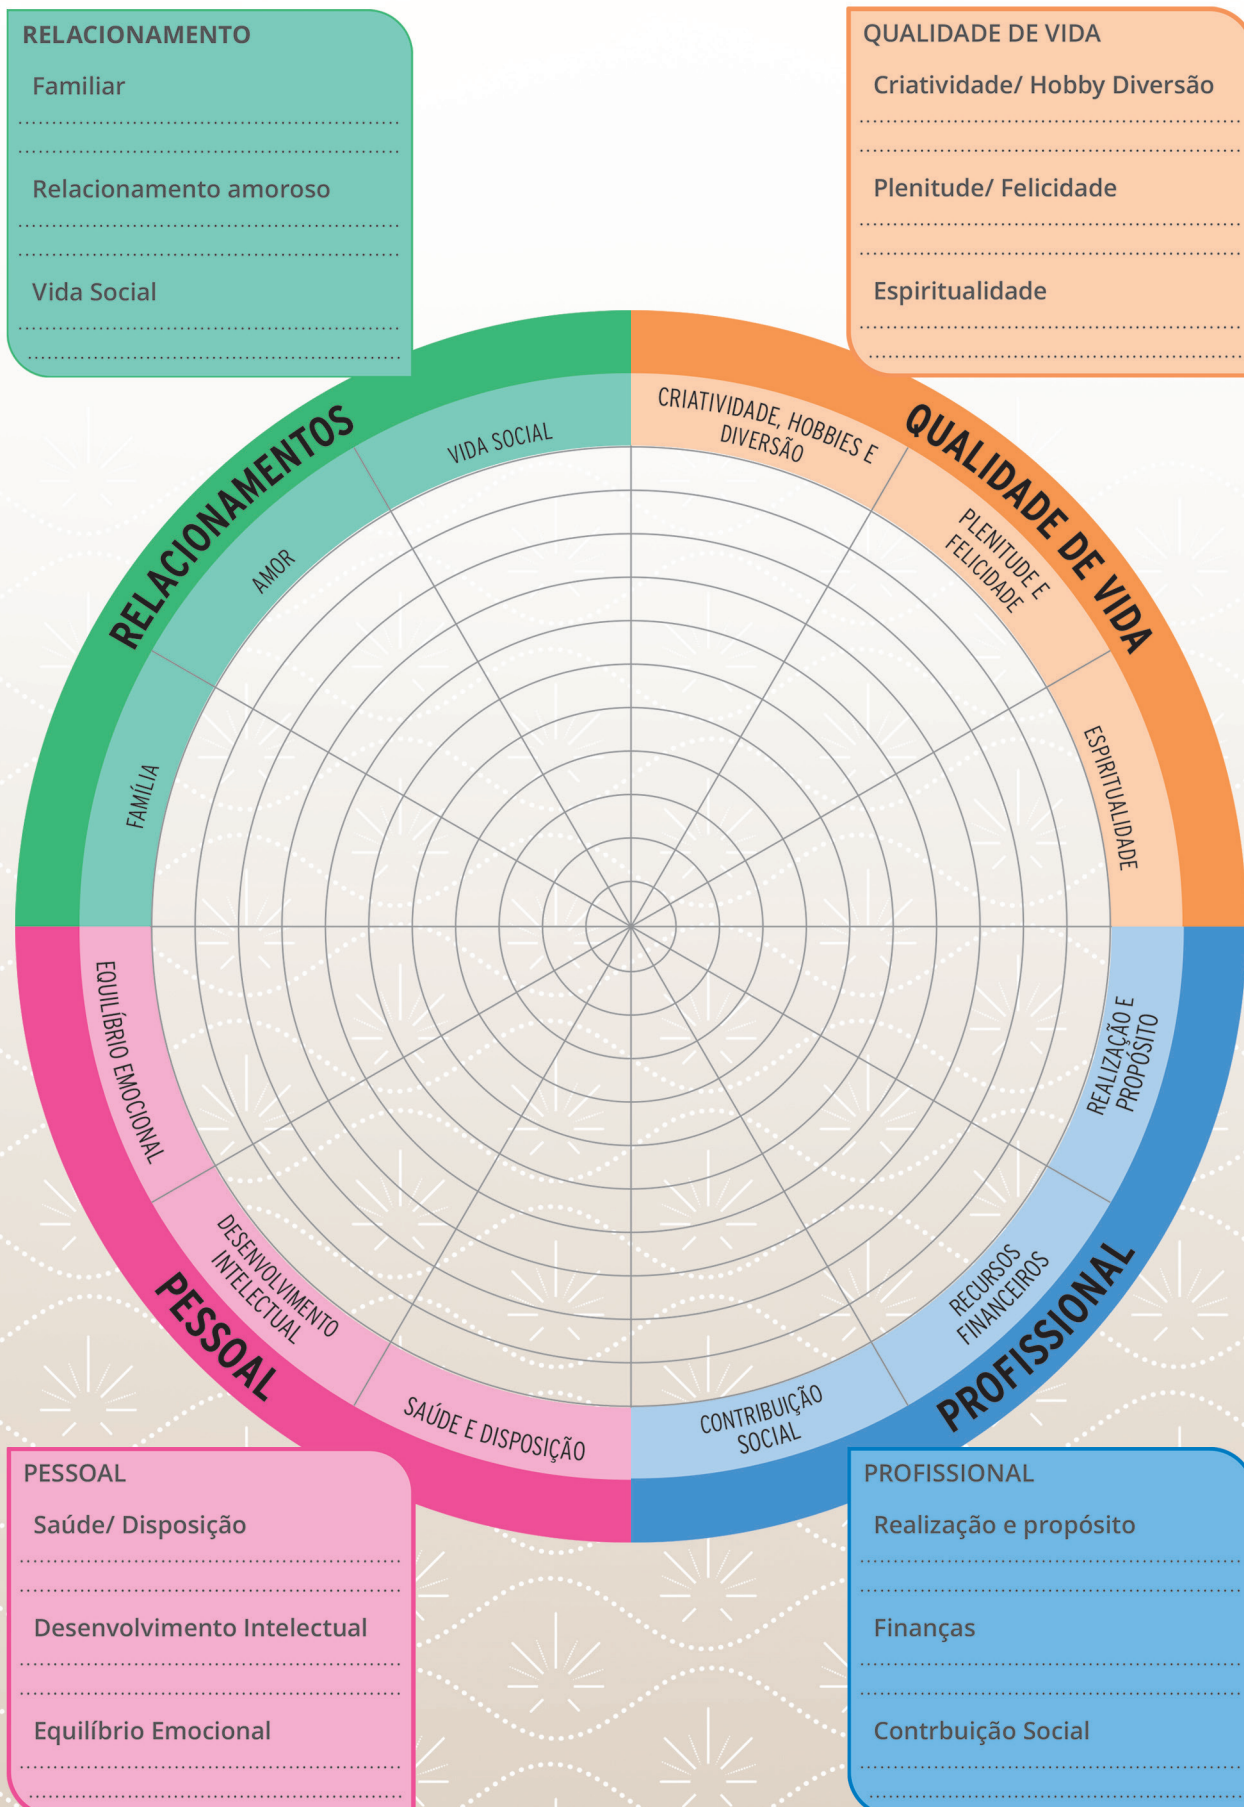 RELACIONAMENTO
Familiar
Relacionamento amoroso
Vida Social
QUALIDADE DE VIDA
Criatividade/ Hobby Diversão
Plenitude/ Felicidade
Espiritualidade
RELACIONAMENTOS
FAMÍLIA
AMOR
VIDA SOCIAL
QUALIDADE DE VIDA
CRIATIVIDADE, HOBBIES E
DIVERSÃO
PLENITUDE E
FELICIDADE
ESPIRITUALIDADE
PROFISSIONAL
REALIZAÇÃO E
PROPÓSITO
RECURSOS
FINANCEIROS
CONTRIBUIÇÃO
SOCIAL
PESSOAL
EQUILÍBRIO EMOCIONAL
DESENVOLVIMENTO
INTELECTUAL
SAÚDE E DISPOSIÇÃO
PESSOAL
Saúde/ Disposição
Desenvolvimento Intelectual
Equilíbrio Emocional
PROFISSIONAL
Realização e propósito
Finanças
Contrbuição Social